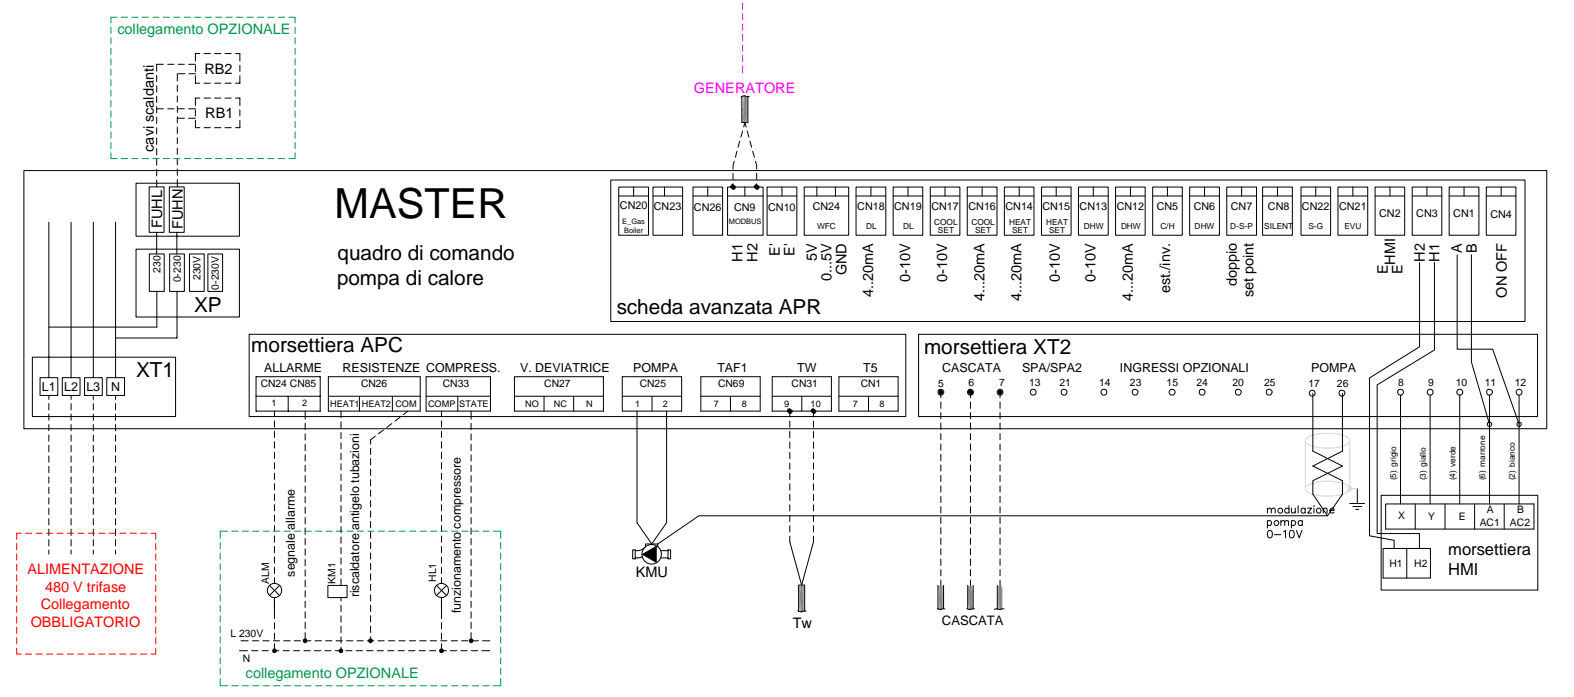 collegamento OPZIONALE
cavi scaldanti
RB2
RB1
GENERATORE
FUHL
FUHN
MASTER
quadro di comando
pompa di calore
230
0-230
230V
0-230V
XP
XT1
L1
L2
L3
N
CN20
E_Gas
Boiler
CN23
CN26
CN9
MODBUS
CN10
CN24
WFC
CN18
DL
CN19
DL
CN17
COOL
SET
CN16
COOL
SET
CN14
HEAT
SET
CN15
HEAT
SET
CN13
DHW
CN12
DHW
CN5
C/H
CN6
DHW
CN7
D-S-P
CN8
SILENT
CN22
S-G
CN21
EVU
CN2
CN3
CN1
CN4
H1
H2
E'
E'
5V
0...5V
GND
4...20mA
0-10V
0-10V
4...20mA
4...20mA
0-10V
0-10V
4...20mA
est./inv.
doppio
set point
E
HMI
E
H2
H1
A
B
ON OFF
scheda avanzata APR
morsettiera APC
ALLARME
CN24 CN85
1
2
RESISTENZE
CN26
HEAT1
HEAT2
COM
COMPRESS.
CN33
COMP
STATE
V. DEVIATRICE
CN27
NO
NC
N
POMPA
CN25
1
2
TAF1
CN69
7
8
TW
CN31
9
10
T5
CN1
7
8
morsettiera XT2
CASCATA
5
6
7
SPA/SPA2
13
21
INGRESSI OPZIONALI
14
23
15
24
20
25
POMPA
17
26
8
9
10
11
12
(5) grigio
(3) giallo
(4) verde
(6) marrone
(2) bianco
X
Y
E
A
AC1
B
AC2
H1
H2
morsettiera
HMI
modulazione
pompa
0-10V
ALIMENTAZIONE
480 V trifase
Collegamento
OBBLIGATORIO
ALM
segnale allarme
KM1
riscaldatore antigelo tubazioni
HL1
funzionamento compressore
L 230V
N
collegamento OPZIONALE
KMU
Tw
CASCATA